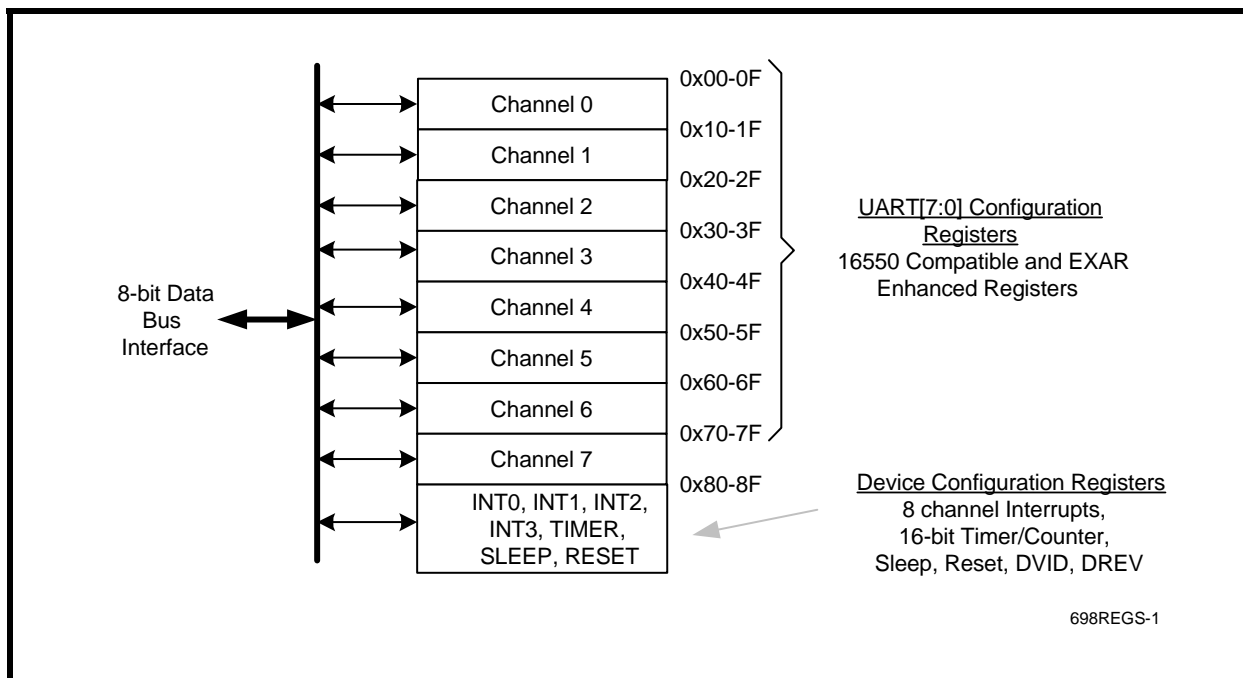 0x00-0F
Channel 0
0x10-1F
Channel 1
0x20-2F
Channel 2
0x30-3F
Channel 3
0x40-4F
Channel 4
0x50-5F
Channel 5
0x60-6F
Channel 6
0x70-7F
Channel 7
0x80-8F
INT0, INT1, INT2,
INT3, TIMER,
SLEEP, RESET
8-bit Data
Bus
Interface
UART[7:0] Configuration
Registers
16550 Compatible and EXAR
Enhanced Registers
Device Configuration Registers
8 channel Interrupts,
16-bit Timer/Counter,
Sleep, Reset, DVID, DREV
698REGS-1